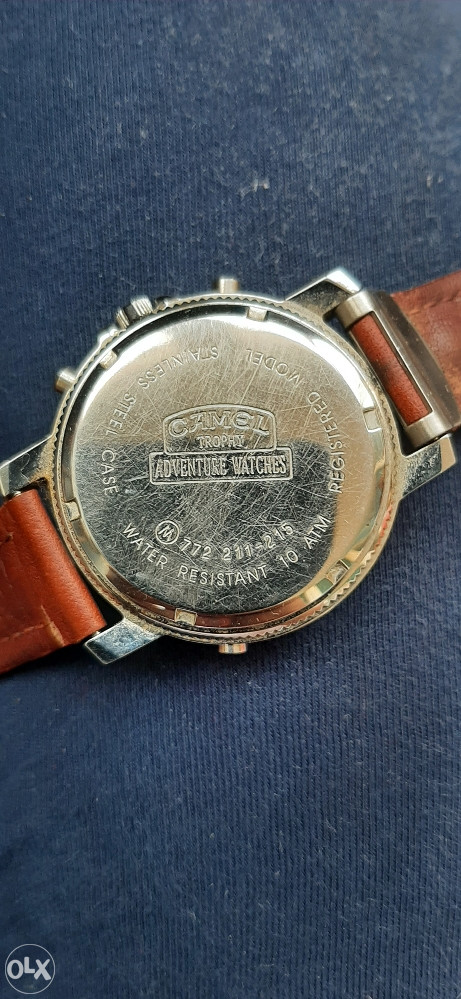 CAMEL
TROPHY
ADVENTURE WATCHES
M 772 211-215
STAINLESS STEEL CASE
WATER RESISTANT 10 ATM
REGISTERED MODEL
OLX